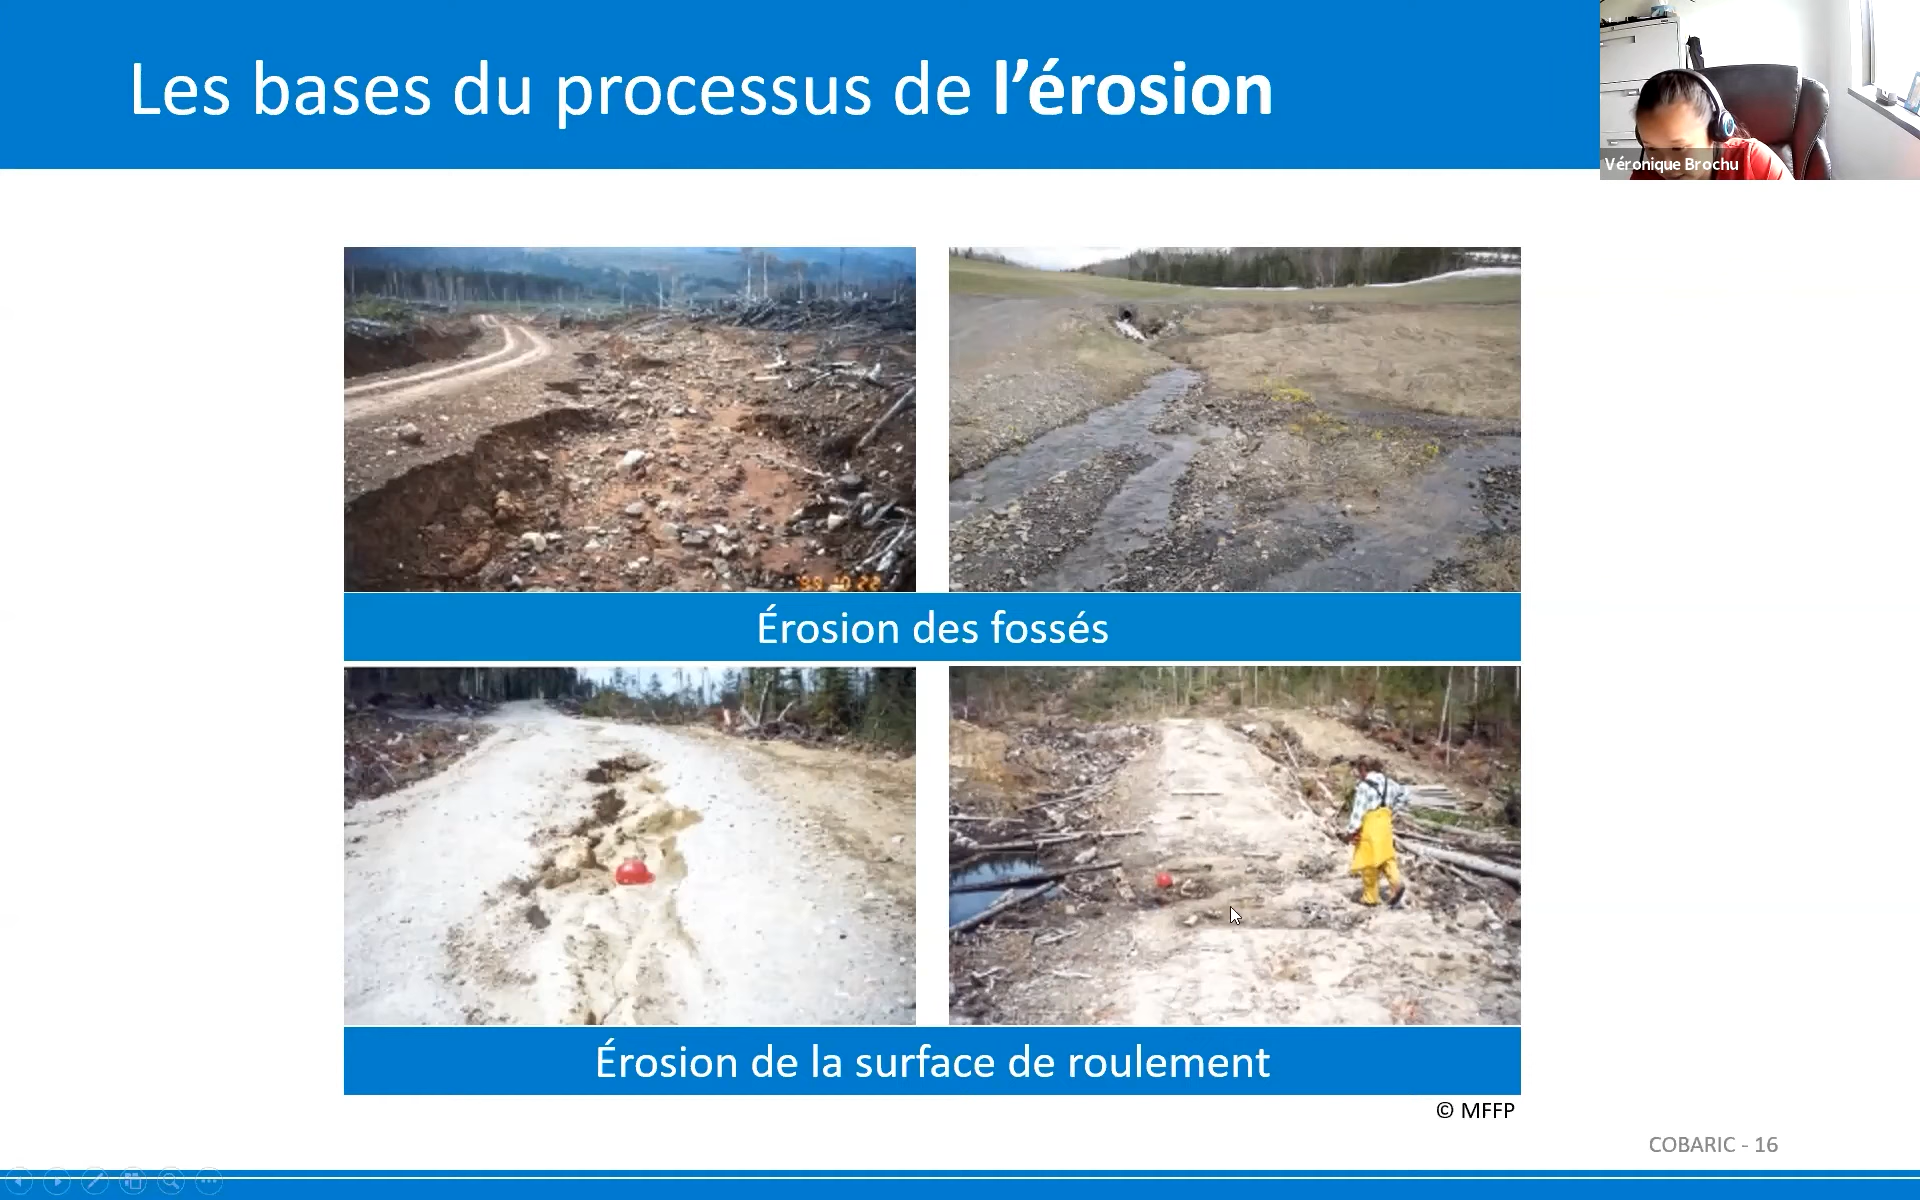 Les bases du processus de l’érosion
Véronique Brochu
Érosion des fossés
Érosion de la surface de roulement
© MFFP
COBARIC - 16